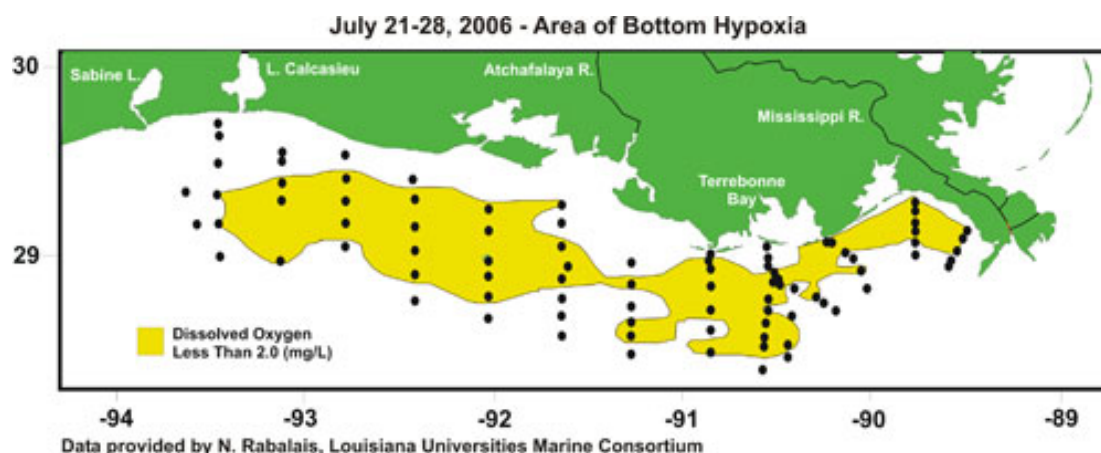 July 21-28, 2006 - Area of Bottom Hypoxia
30
Sabine L.
L. Calcasieu
Atchafalaya R.
Mississippi R.
Terrebonne
Bay
29
Dissolved Oxygen
Less Than 2.0 (mg/L)
-94
-93
-92
-91
-90
-89
Data provided by N. Rabalais, Louisiana Universities Marine Consortium